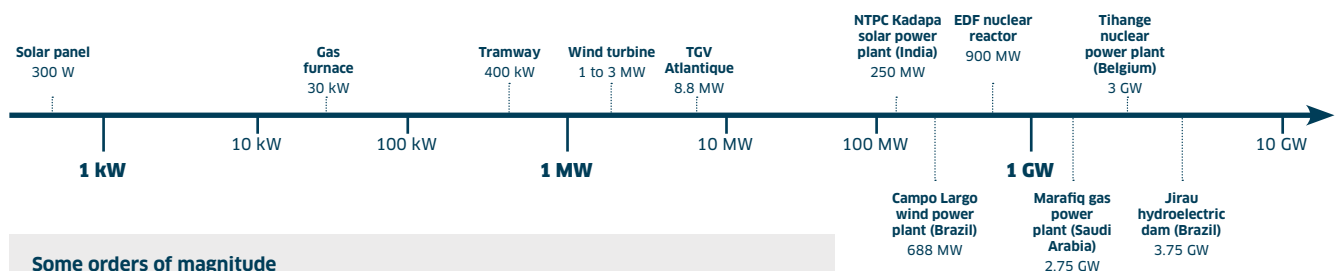 Solar panel
300 W
Gas
furnace
30 kW
Tramway
400 kW
Wind turbine
1 to 3 MW
TGV
Atlantique
8.8 MW
NTPC Kadapa
solar power
plant (India)
250 MW
EDF nuclear
reactor
900 MW
Tihange
nuclear
power plant
(Belgium)
3 GW
1 kW
10 kW
100 kW
1 MW
10 MW
100 MW
1 GW
10 GW
Campo Largo
wind power
plant (Brazil)
688 MW
Marafiq gas
power
plant (Saudi
Arabia)
2.75 GW
Jirau
hydroelectric
dam (Brazil)
3.75 GW
Some orders of magnitude